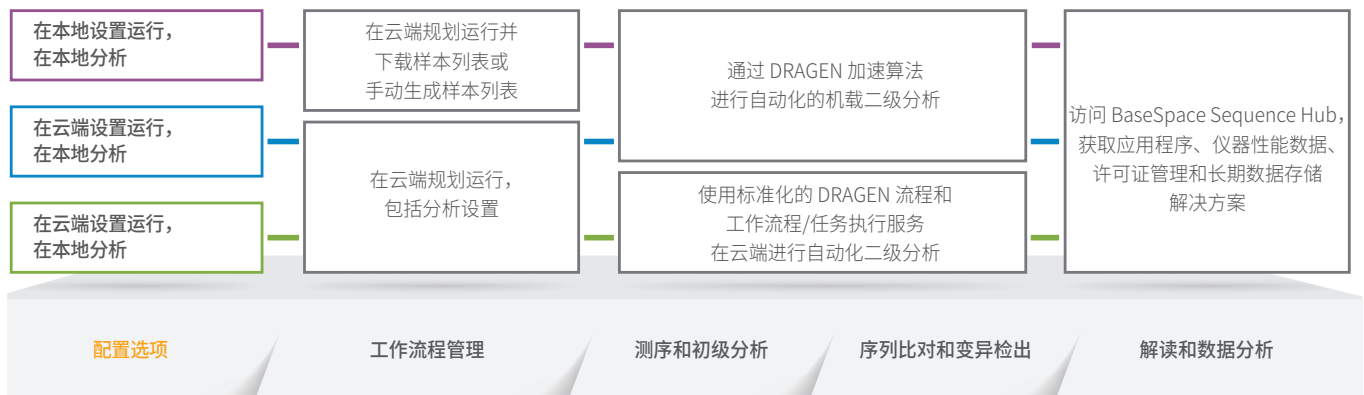 在本地设置运行，
在本地分析
在云端设置运行，
在本地分析
在云端设置运行，
在本地分析
在云端规划运行并
下载样本列表或
手动生成样本列表
在云端规划运行，
包括分析设置
通过 DRAGEN 加速算法
进行自动化的机载二级分析
使用标准化的 DRAGEN 流程和
工作流程/任务执行服务
在云端进行自动化二级分析
访问 BaseSpace Sequence Hub，
获取应用程序、仪器性能数据、
许可证管理和长期数据存储
解决方案
配置选项
工作流程管理
测序和初级分析
序列比对和变异检出
解读和数据分析